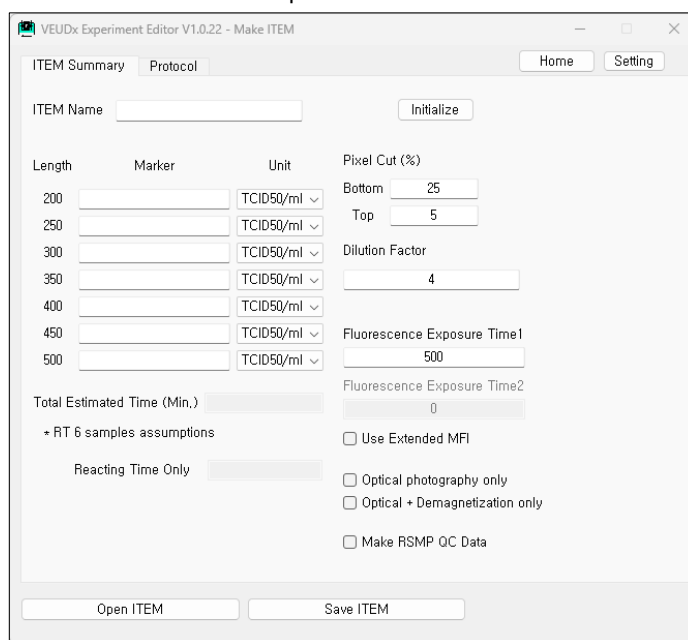 VEUDx Experiment Editor V1.0.22 - Make ITEM
ITEM Summary Protocol Home Setting
ITEM Name Initialize
Length Marker Unit
200 TCID50/ml
250 TCID50/ml
300 TCID50/ml
350 TCID50/ml
400 TCID50/ml
450 TCID50/ml
500 TCID50/ml
Total Estimated Time (Min,)
* RT 6 samples assumptions
Reacting Time Only
Pixel Cut (%)
Bottom 25
Top 5
Dilution Factor
4
Fluorescence Exposure Time1
500
Fluorescence Exposure Time2
0
Use Extended MFI
Optical photography only
Optical + Demagnetization only
Make RSMP QC Data
Open ITEM Save ITEM